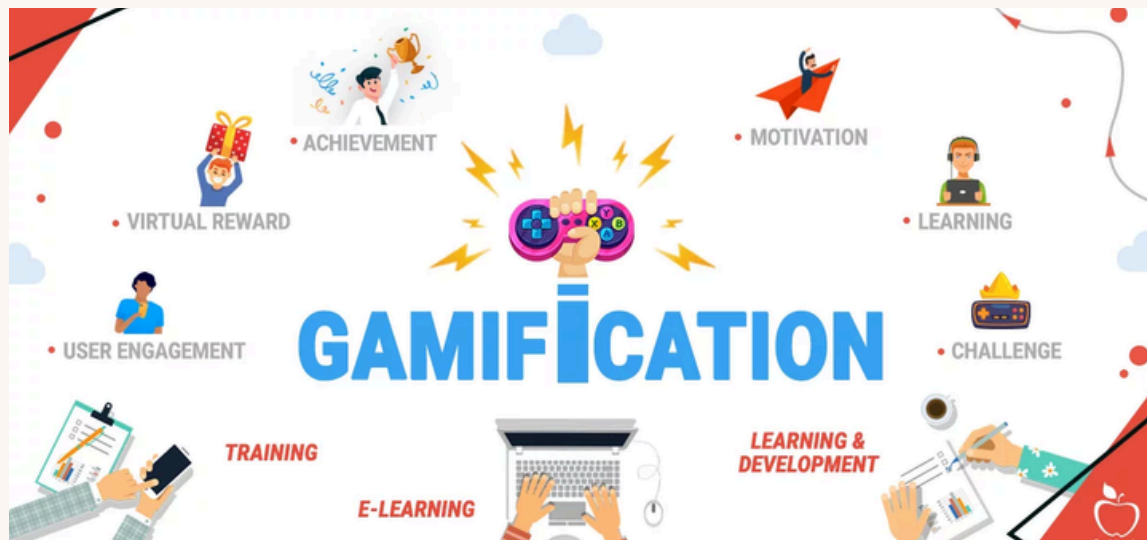 ACHIEVEMENT
MOTIVATION
VIRTUAL REWARD
LEARNING
Y
X B
A
USER ENGAGEMENT
GAMIFICATION
CHALLENGE
TRAINING
LEARNING &
DEVELOPMENT
E-LEARNING